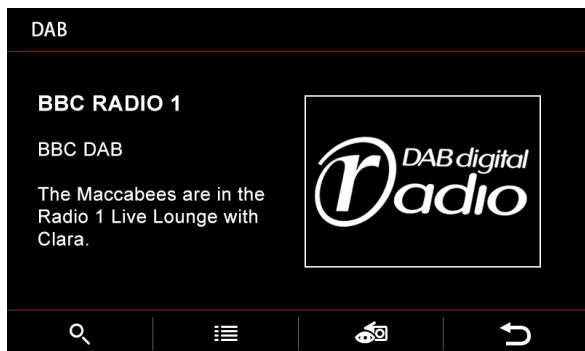 DAB
BBC RADIO 1
BBC DAB
The Maccabees are in the
Radio 1 Live Lounge with
Clara.
DAB digital
radio